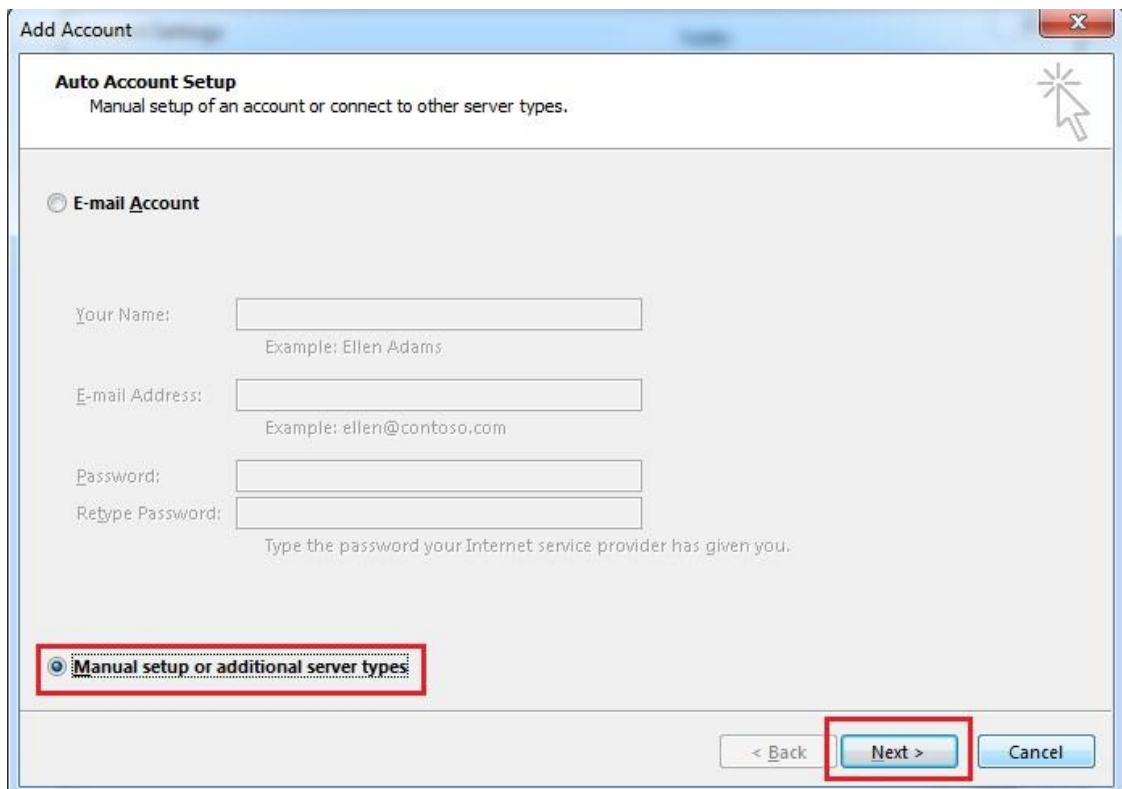 Add Account
Auto Account Setup
Manual setup of an account or connect to other server types.
E-mail Account
Your Name:
Example: Ellen Adams
E-mail Address:
Example: ellen@contoso.com
Password:
Retype Password:
Type the password your Internet service provider has given you.
Manual setup or additional server types
< Back Next > Cancel